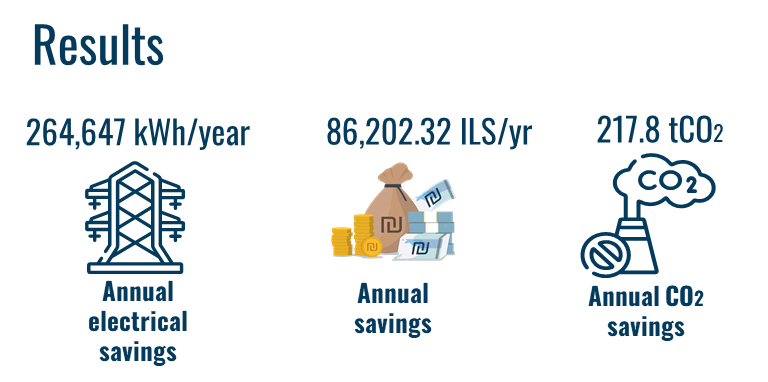 Results
264,647 kWh/year
86,202.32 ILS/yr
217.8 tCO2
CO2
₪
₪
₪
₪
Annual
electrical
savings
Annual
savings
Annual CO2
savings